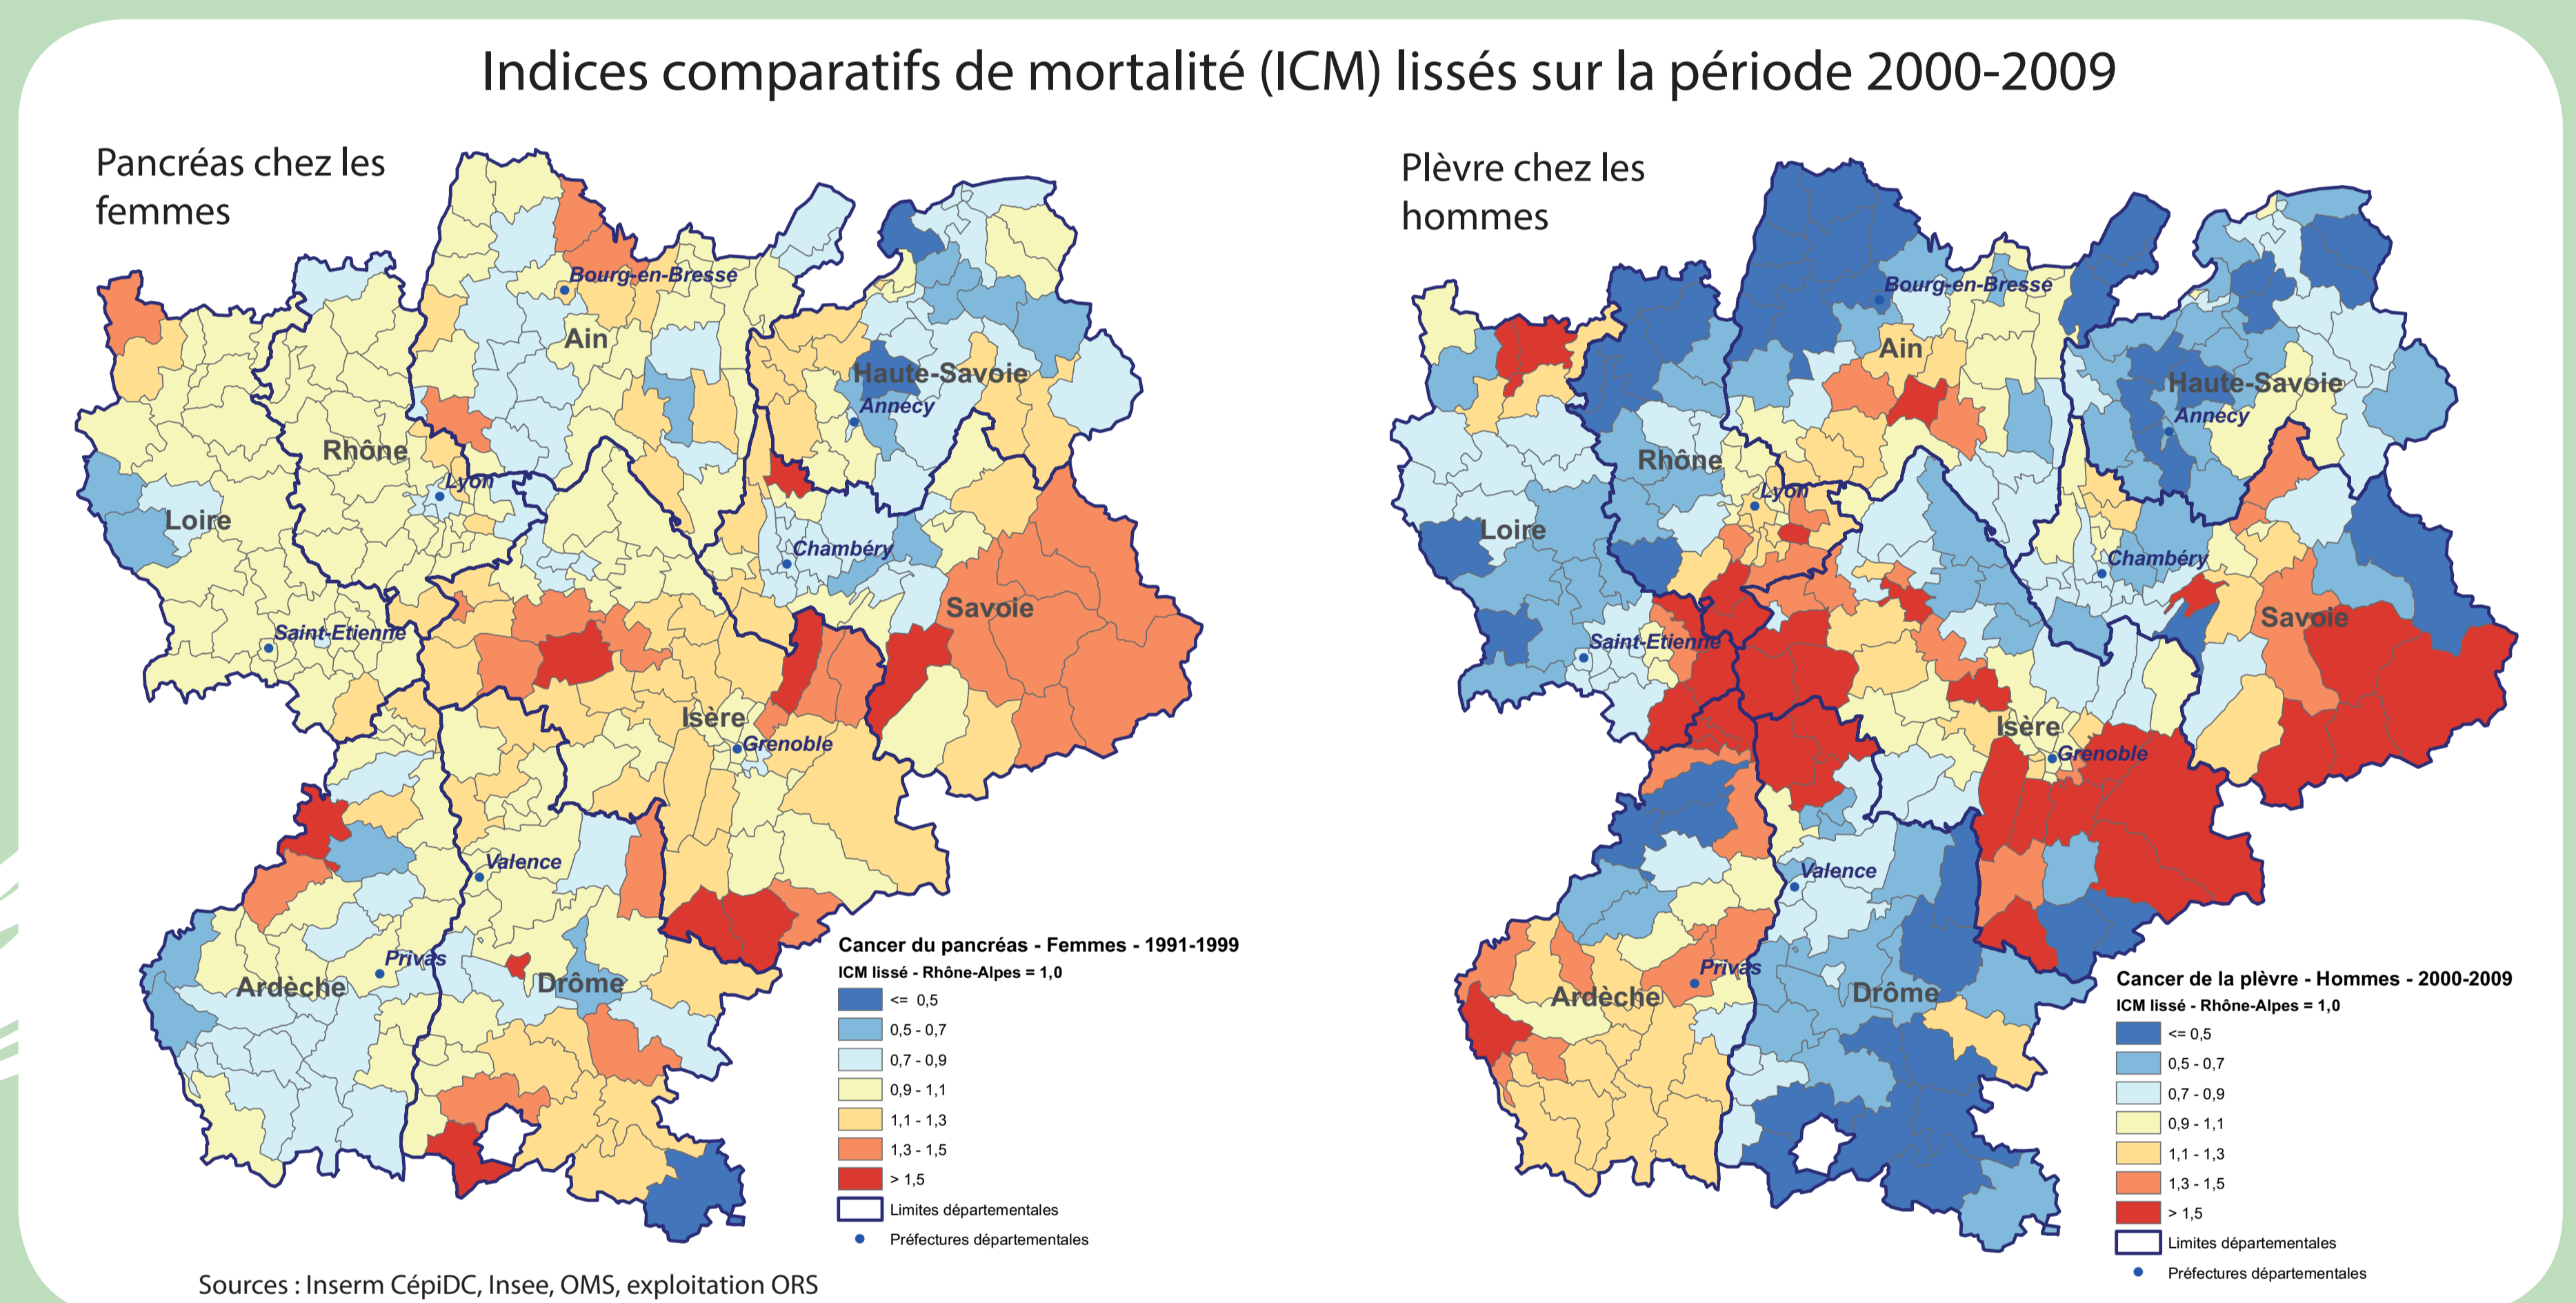 Indices comparatifs de mortalité (ICM) lissés sur la période 2000-2009
Pancréas chez les
femmes
Bourg-en-Bresse
Ain
Haute-Savoie
Annecy
Rhône
Lyon
Loire
Chambéry
Savoie
Saint-Etienne
Isère
Grenoble
Valence
Privas
Ardèche
Drôme
Cancer du pancréas - Femmes - 1991-1999
ICM lissé - Rhône-Alpes = 1,0
<= 0,5
0,5 - 0,7
0,7 - 0,9
0,9 - 1,1
1,1 - 1,3
1,3 - 1,5
> 1,5
Limites départementales
Préfectures départementales
Plèvre chez les
hommes
Bourg-en-Bresse
Ain
Haute-Savoie
Annecy
Rhône
Lyon
Loire
Chambéry
Savoie
Saint-Etienne
Isère
Grenoble
Valence
Privas
Ardèche
Drôme
Cancer de la plèvre - Hommes - 2000-2009
ICM lissé - Rhône-Alpes = 1,0
<= 0,5
0,5 - 0,7
0,7 - 0,9
0,9 - 1,1
1,1 - 1,3
1,3 - 1,5
> 1,5
Limites départementales
Préfectures départementales
Sources : Inserm CépiDC, Insee, OMS, exploitation ORS